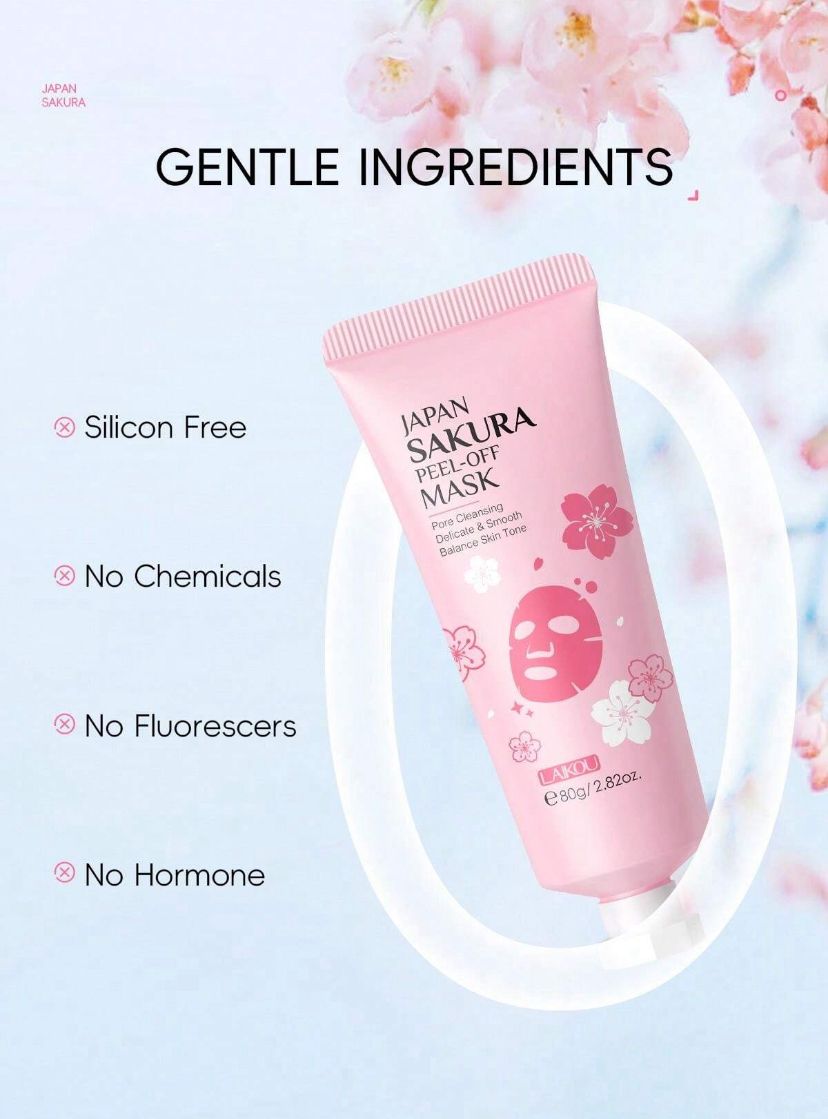 JAPAN
SAKURA
GENTLE INGREDIENTS
Silicon Free
No Chemicals
No Fluorescers
No Hormone
JAPAN
SAKURA
PEEL-OFF
MASK
Pore Cleansing
Delicate & Smooth
Balance Skin Tone
LAIKOU
℮80g/2.82oz.